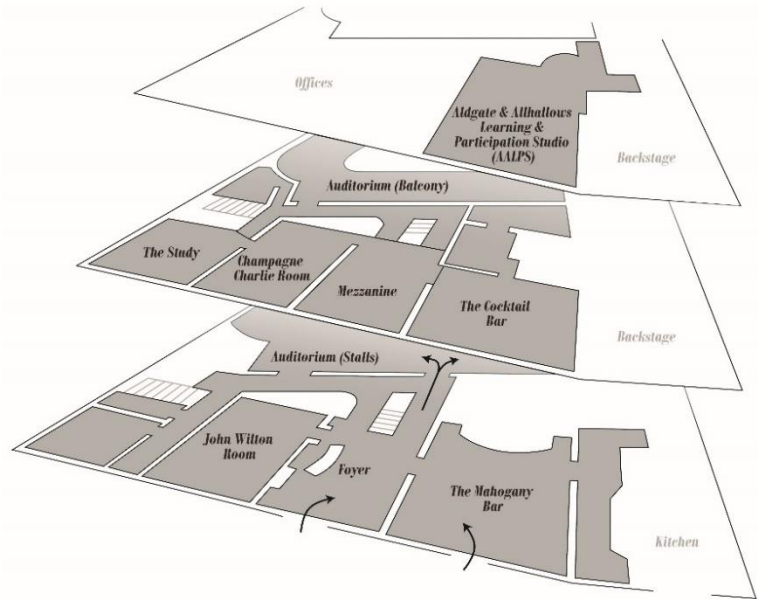 Offices
Aldgate & Allhallows
Learning &
Participation Studio
(AALPS)
Backstage
Auditorium (Balcony)
The Study
Champagne
Charlie Room
Mezzanine
The Cocktail
Bar
Backstage
Auditorium (Stalls)
John Wilton
Room
Foyer
The Mahogany
Bar
Kitchen